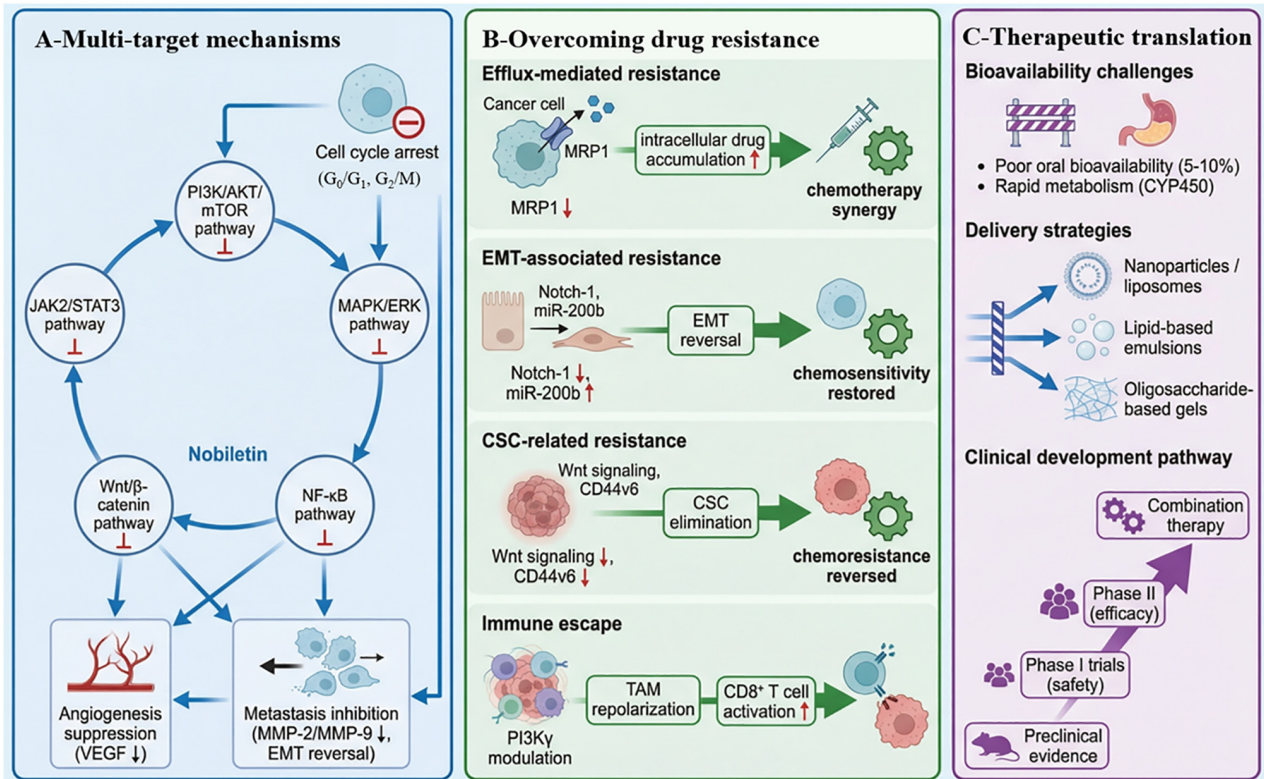 A-Multi-target mechanisms
Cell cycle arrest
(G₀/G₁, G₂/M)
PI3K/AKT/
mTOR
pathway
JAK2/STAT3
pathway
MAPK/ERK
pathway
Nobiletin
Wnt/β-
catenin
pathway
NF-κB
pathway
Angiogenesis
suppression
(VEGF ↓)
Metastasis inhibition
(MMP-2/MMP-9 ↓,
EMT reversal)
B-Overcoming drug resistance
Efflux-mediated resistance
Cancer cell
MRP1
MRP1 ↓
intracellular drug
accumulation ↑
chemotherapy
synergy
EMT-associated resistance
Notch-1,
miR-200b
Notch-1 ↓,
miR-200b ↑
EMT
reversal
chemosensitivity
restored
CSC-related resistance
Wnt signaling,
CD44v6
Wnt signaling ↓,
CD44v6 ↓
CSC
elimination
chemoresistance
reversed
Immune escape
PI3Kγ
modulation
TAM
repolarization
CD8⁺ T cell
activation ↑
C-Therapeutic translation
Bioavailability challenges
• Poor oral bioavailability (5-10%)
• Rapid metabolism (CYP450)
Delivery strategies
Nanoparticles /
liposomes
Lipid-based
emulsions
Oligosaccharide-
based gels
Clinical development pathway
Combination
therapy
Phase II
(efficacy)
Phase I trials
(safety)
Preclinical
evidence